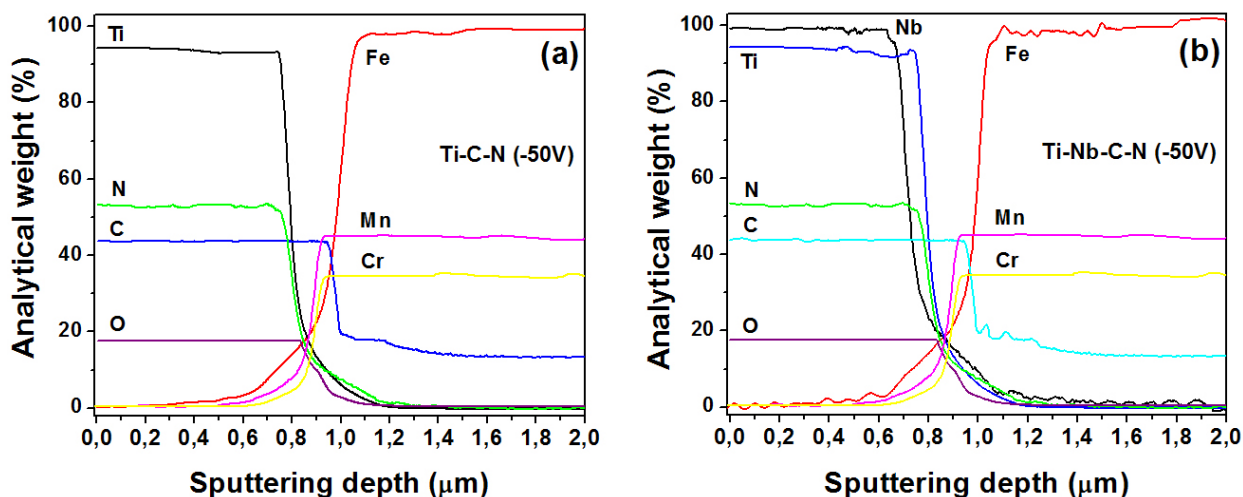 Analytical weight (%)
100
80
60
40
20
0
Ti
Fe
(a)
Ti-C-N (-50V)
N
C
Mn
Cr
O
0,0 0,2 0,4 0,6 0,8 1,0 1,2 1,4 1,6 1,8 2,0
Sputtering depth (μm)
Analytical weight (%)
100
80
60
40
20
0
Nb
Ti
Fe
(b)
Ti-Nb-C-N (-50V)
N
C
Mn
Cr
O
0,0 0,2 0,4 0,6 0,8 1,0 1,2 1,4 1,6 1,8 2,0
Sputtering depth (μm)